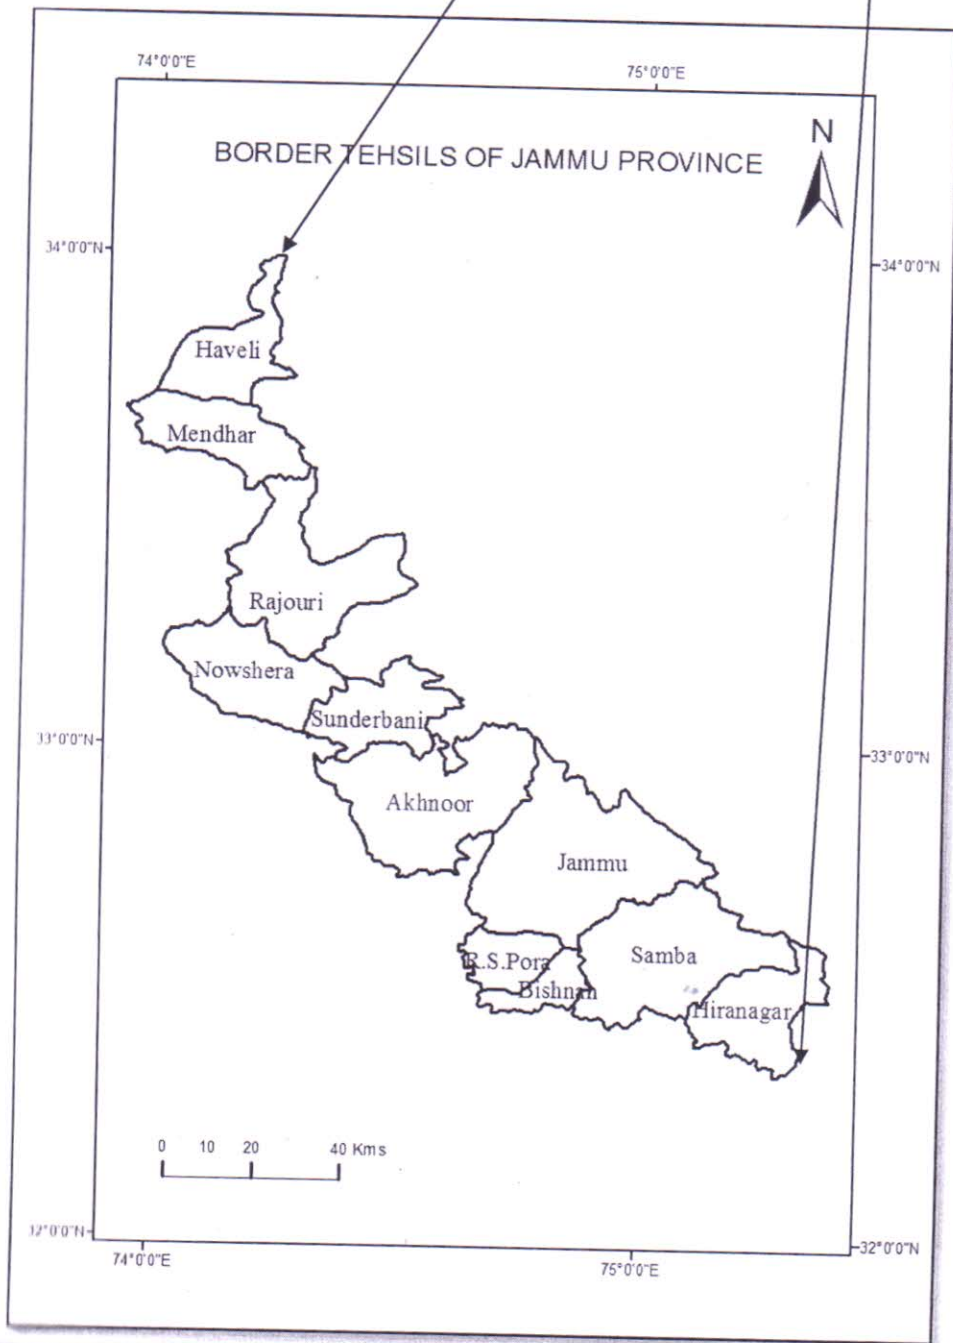 74°0'0"E 75°0'0"E
N
BORDER TEHSILS OF JAMMU PROVINCE
34°0'0"N 34°0'0"N
Haveli
Mendhar
Rajouri
Nowshera
Sunderbani
33°0'0"N 33°0'0"N
Akhnoor
Jammu
Samba
R.S.Pora
Bishnah
Hiranagar
0 10 20 40 Kms
32°0'0"N 32°0'0"N
74°0'0"E 75°0'0"E